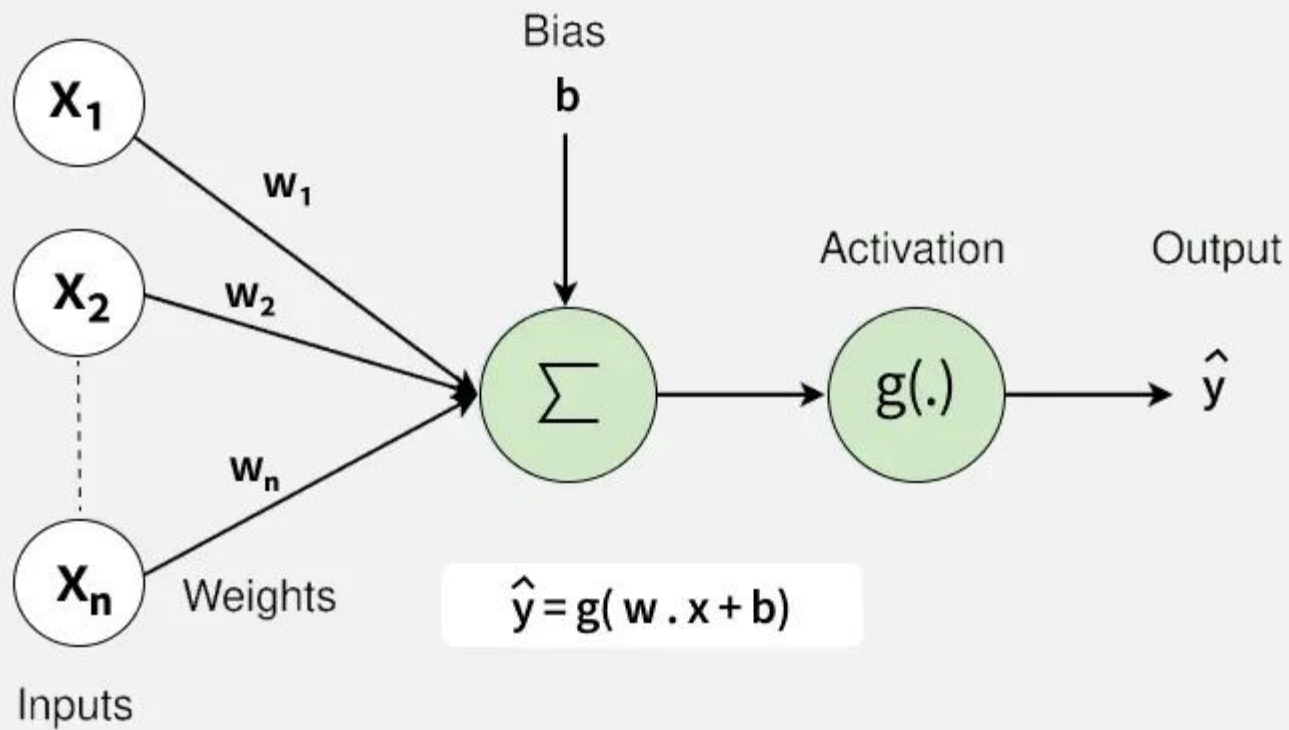 Bias
b
X₁
w₁
X₂
w₂
Activation
Output
Σ
g(.)
ŷ
wₙ
Xₙ
Weights
ŷ = g( w . x + b)
Inputs